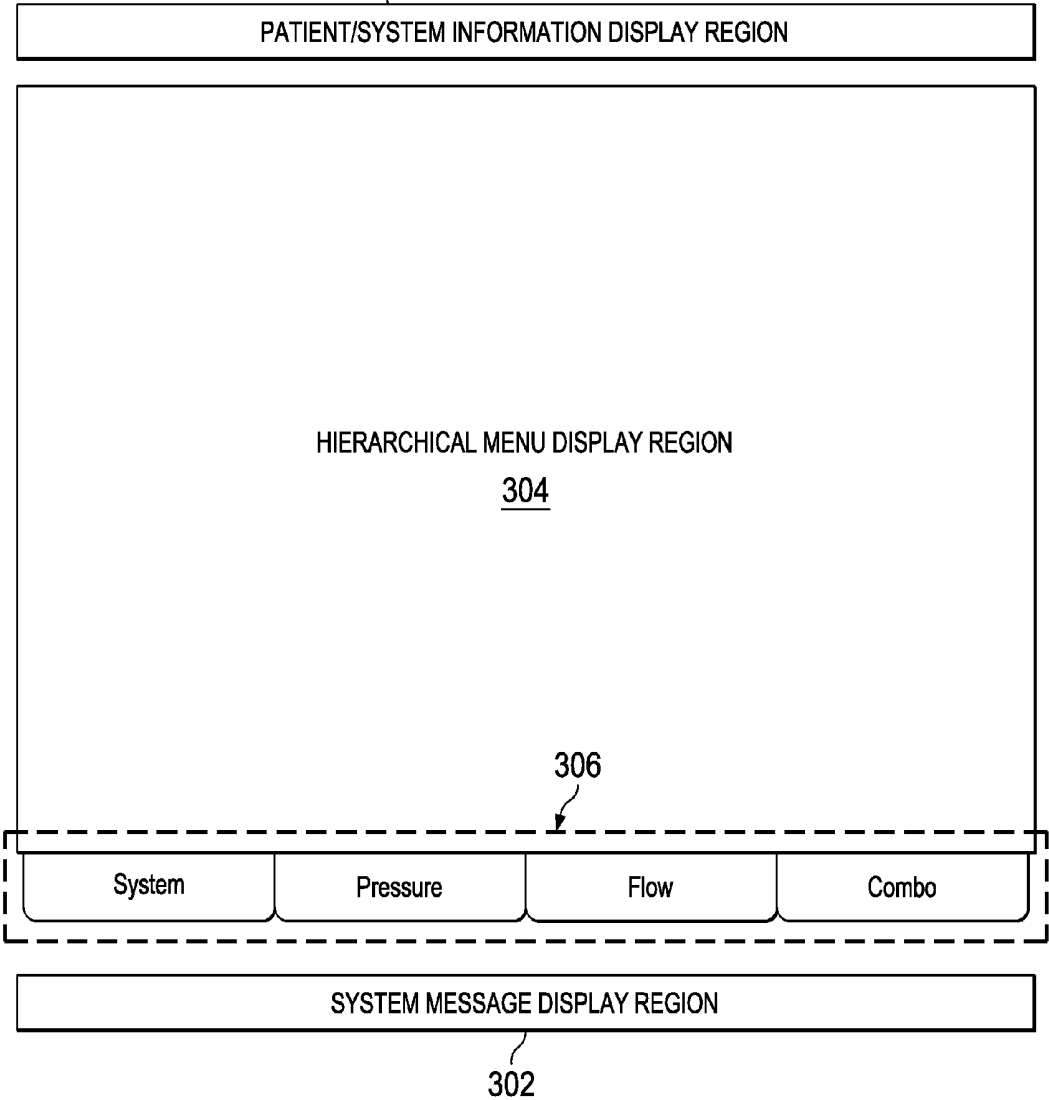 PATIENT/SYSTEM INFORMATION DISPLAY REGION
HIERARCHICAL MENU DISPLAY REGION
304
306
System Pressure Flow Combo
SYSTEM MESSAGE DISPLAY REGION
302